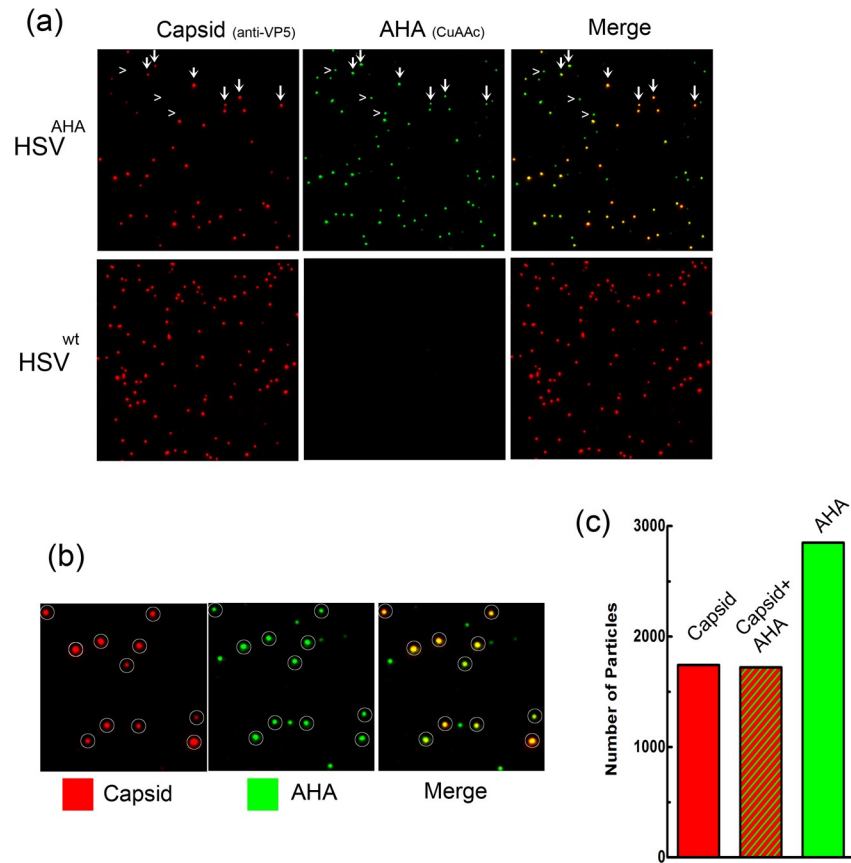 (a)
Capsid (anti-VP5) AHA (CuAAc) Merge
HSV AHA
> > >
> > >
> > >
HSV wt
(b)
Capsid AHA Merge
(c)
Number of Particles
3000
2000
1000
0
Capsid
Capsid+
AHA
AHA